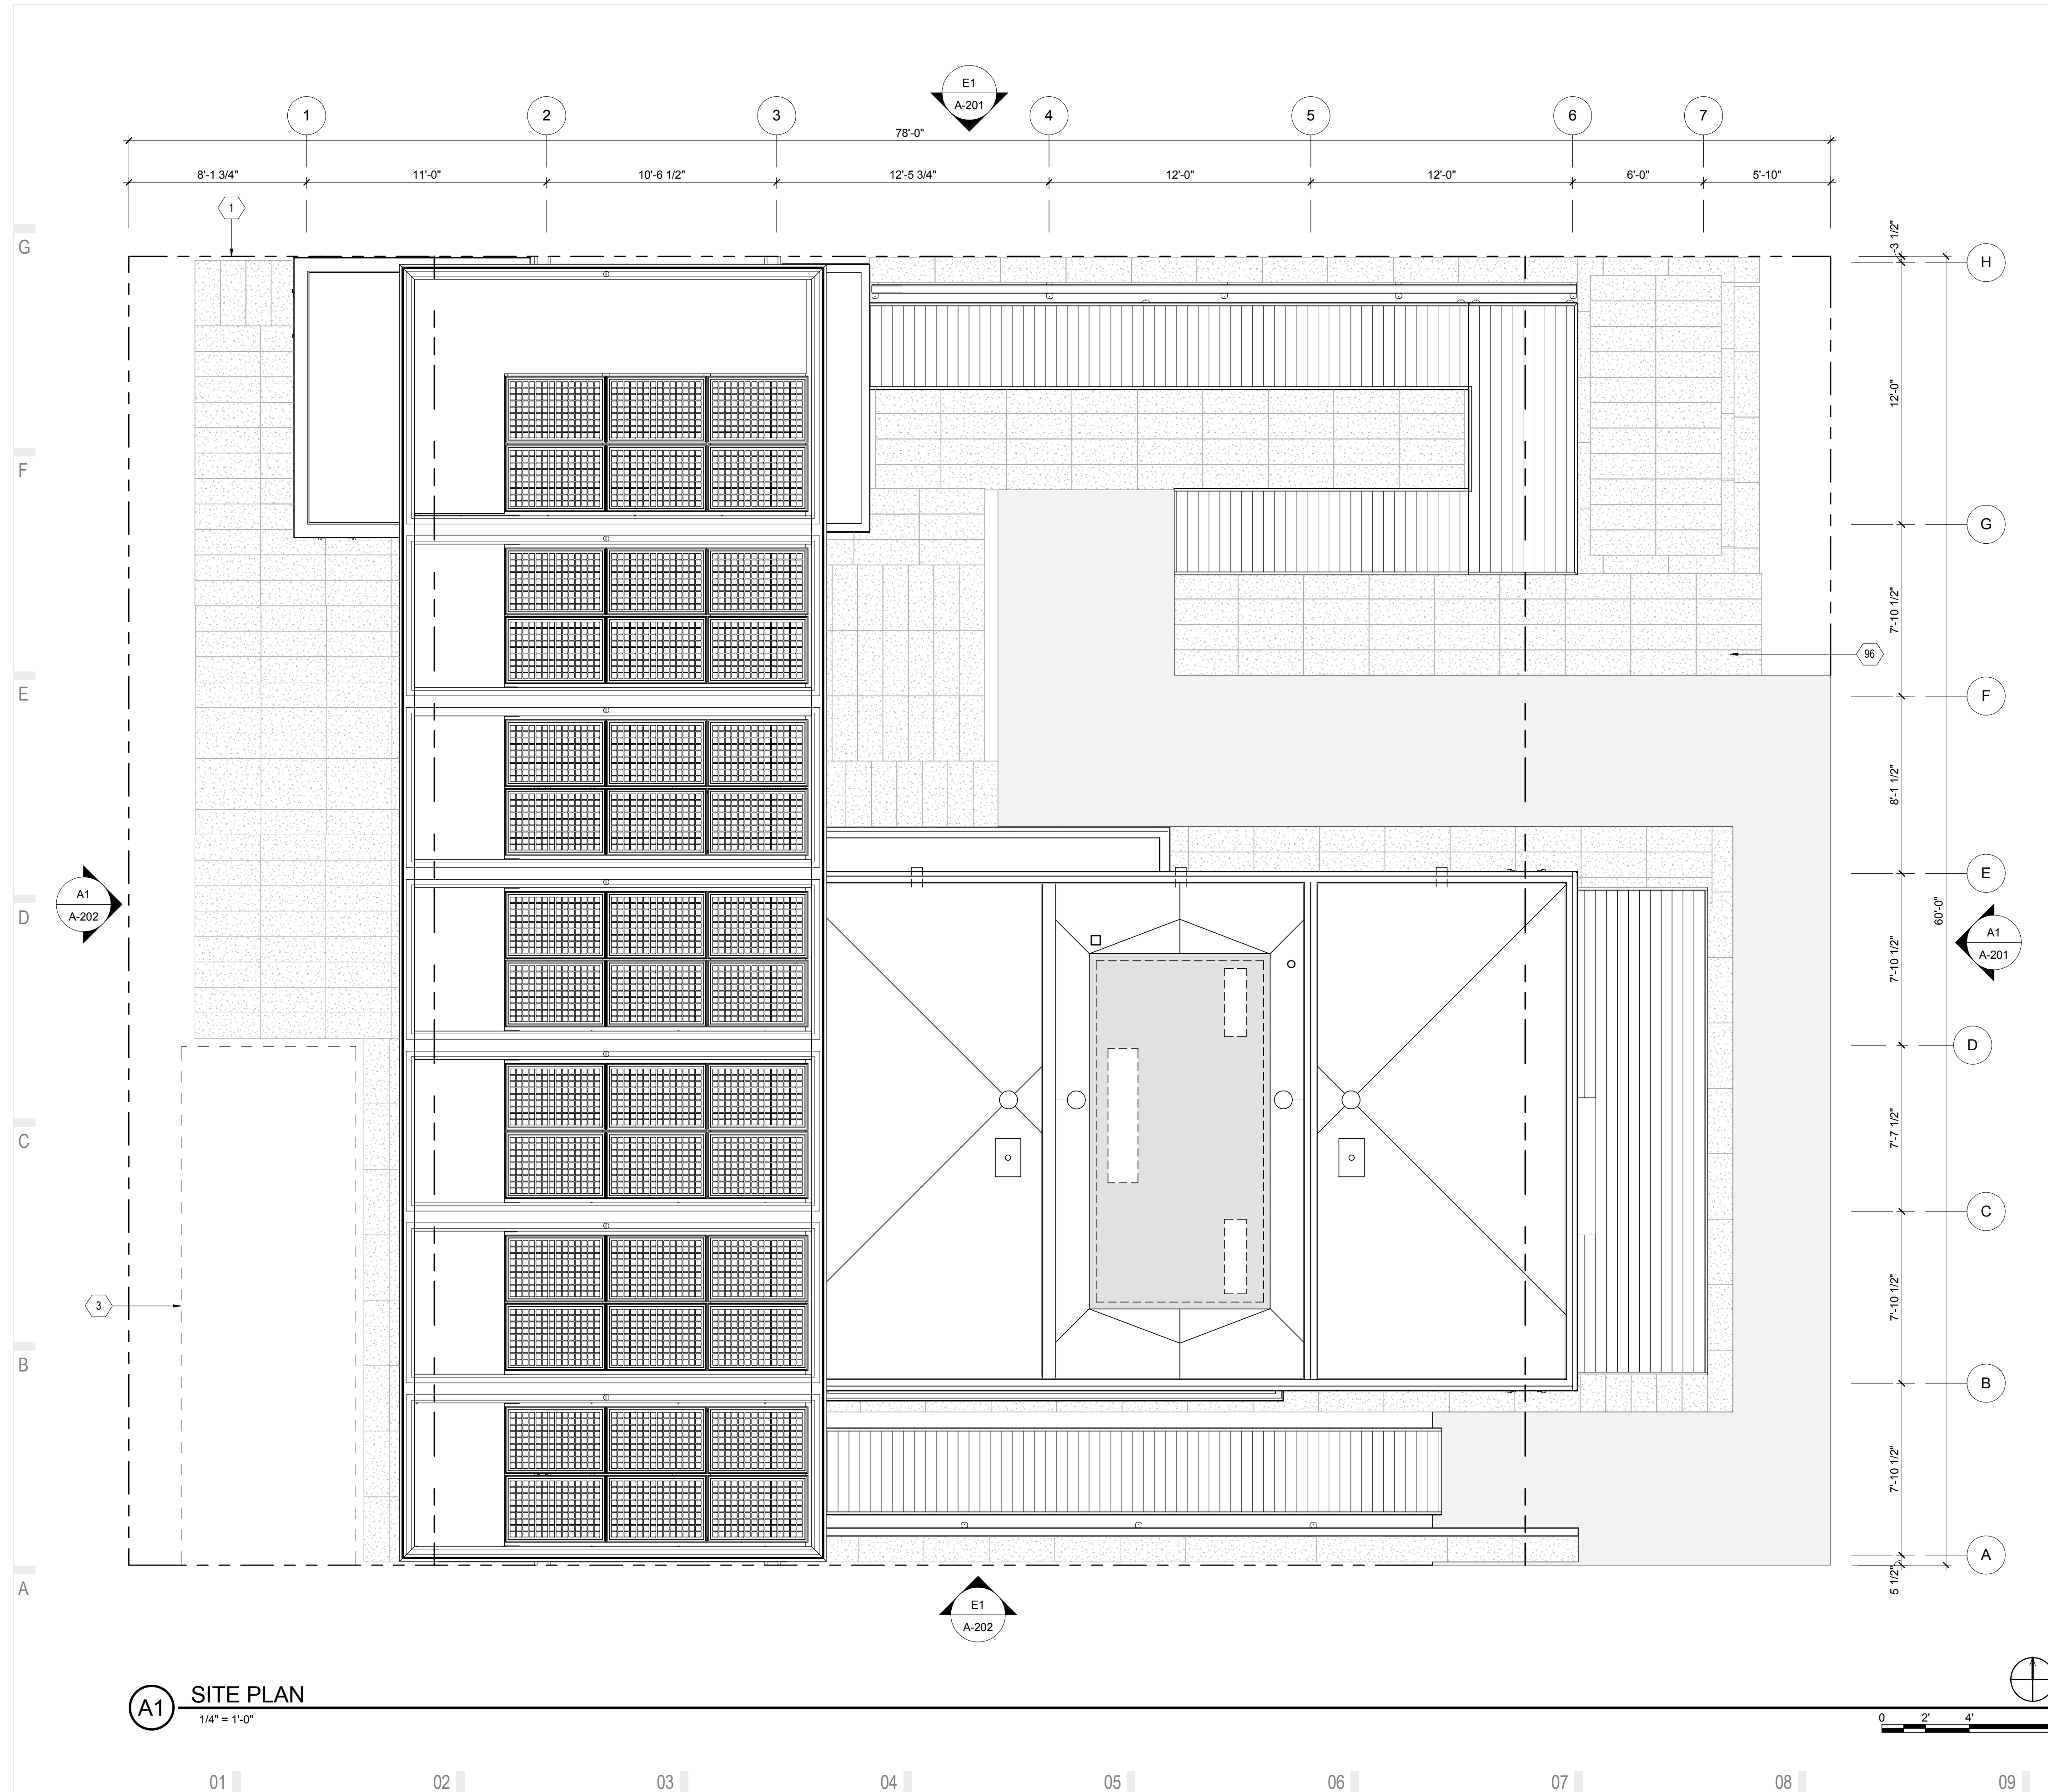 E1
A-201
1
2
3
4
5
6
7
78'-0"
8'-1 3/4"
11'-0"
10'-6 1/2"
12'-5 3/4"
12'-0"
12'-0"
6'-0"
5'-10"
1
3 1/2"
G
H
12'-0"
F
G
7'-10 1/2"
96
E
F
8'-1 1/2"
E
A1
A-202
D
60'-0"
A1
A-201
7'-10 1/2"
D
C
7'-7 1/2"
C
3
7'-10 1/2"
B
B
7'-10 1/2"
A
A
5 1/2"
E1
A-202
A1
SITE PLAN
1/4" = 1'-0"
0 2' 4'
01 02 03 04 05 06 07 08 09